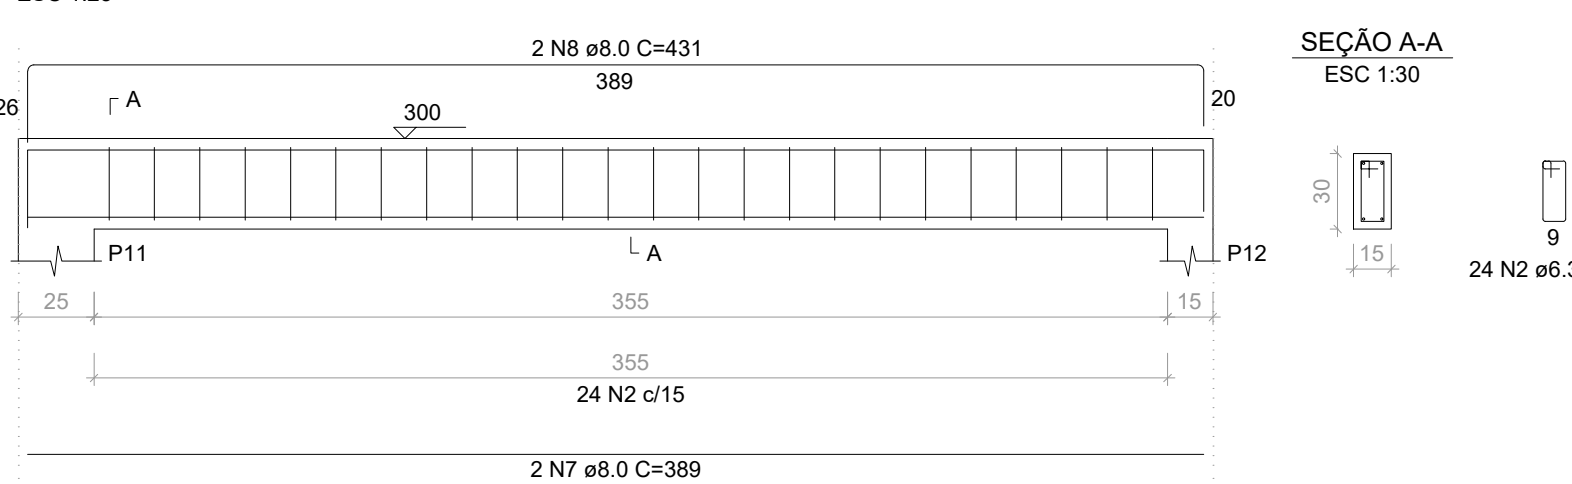 2 N8 ø8.0 C=431
389
26
A
300
20
P11
A
P12
25
355
15
355
24 N2 c/15
2 N7 ø8.0 C=389
SEÇÃO A-A
ESC 1:30
30
15
9
24 N2 ø6.3